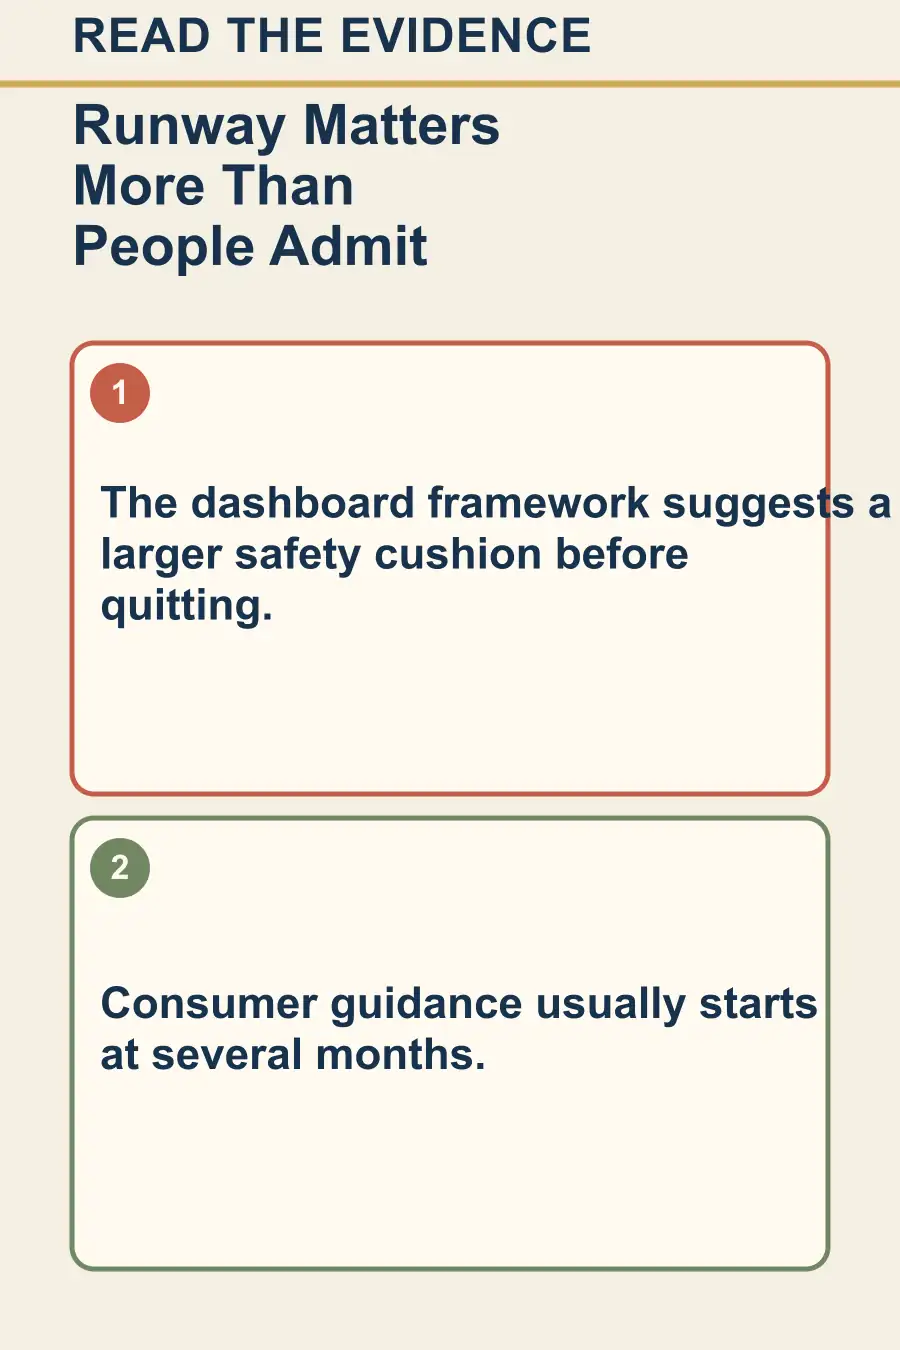 READ THE EVIDENCE
Runway Matters
More Than
People Admit
1
The dashboard framework suggests a
larger safety cushion before
quitting.
2
Consumer guidance usually starts
at several months.